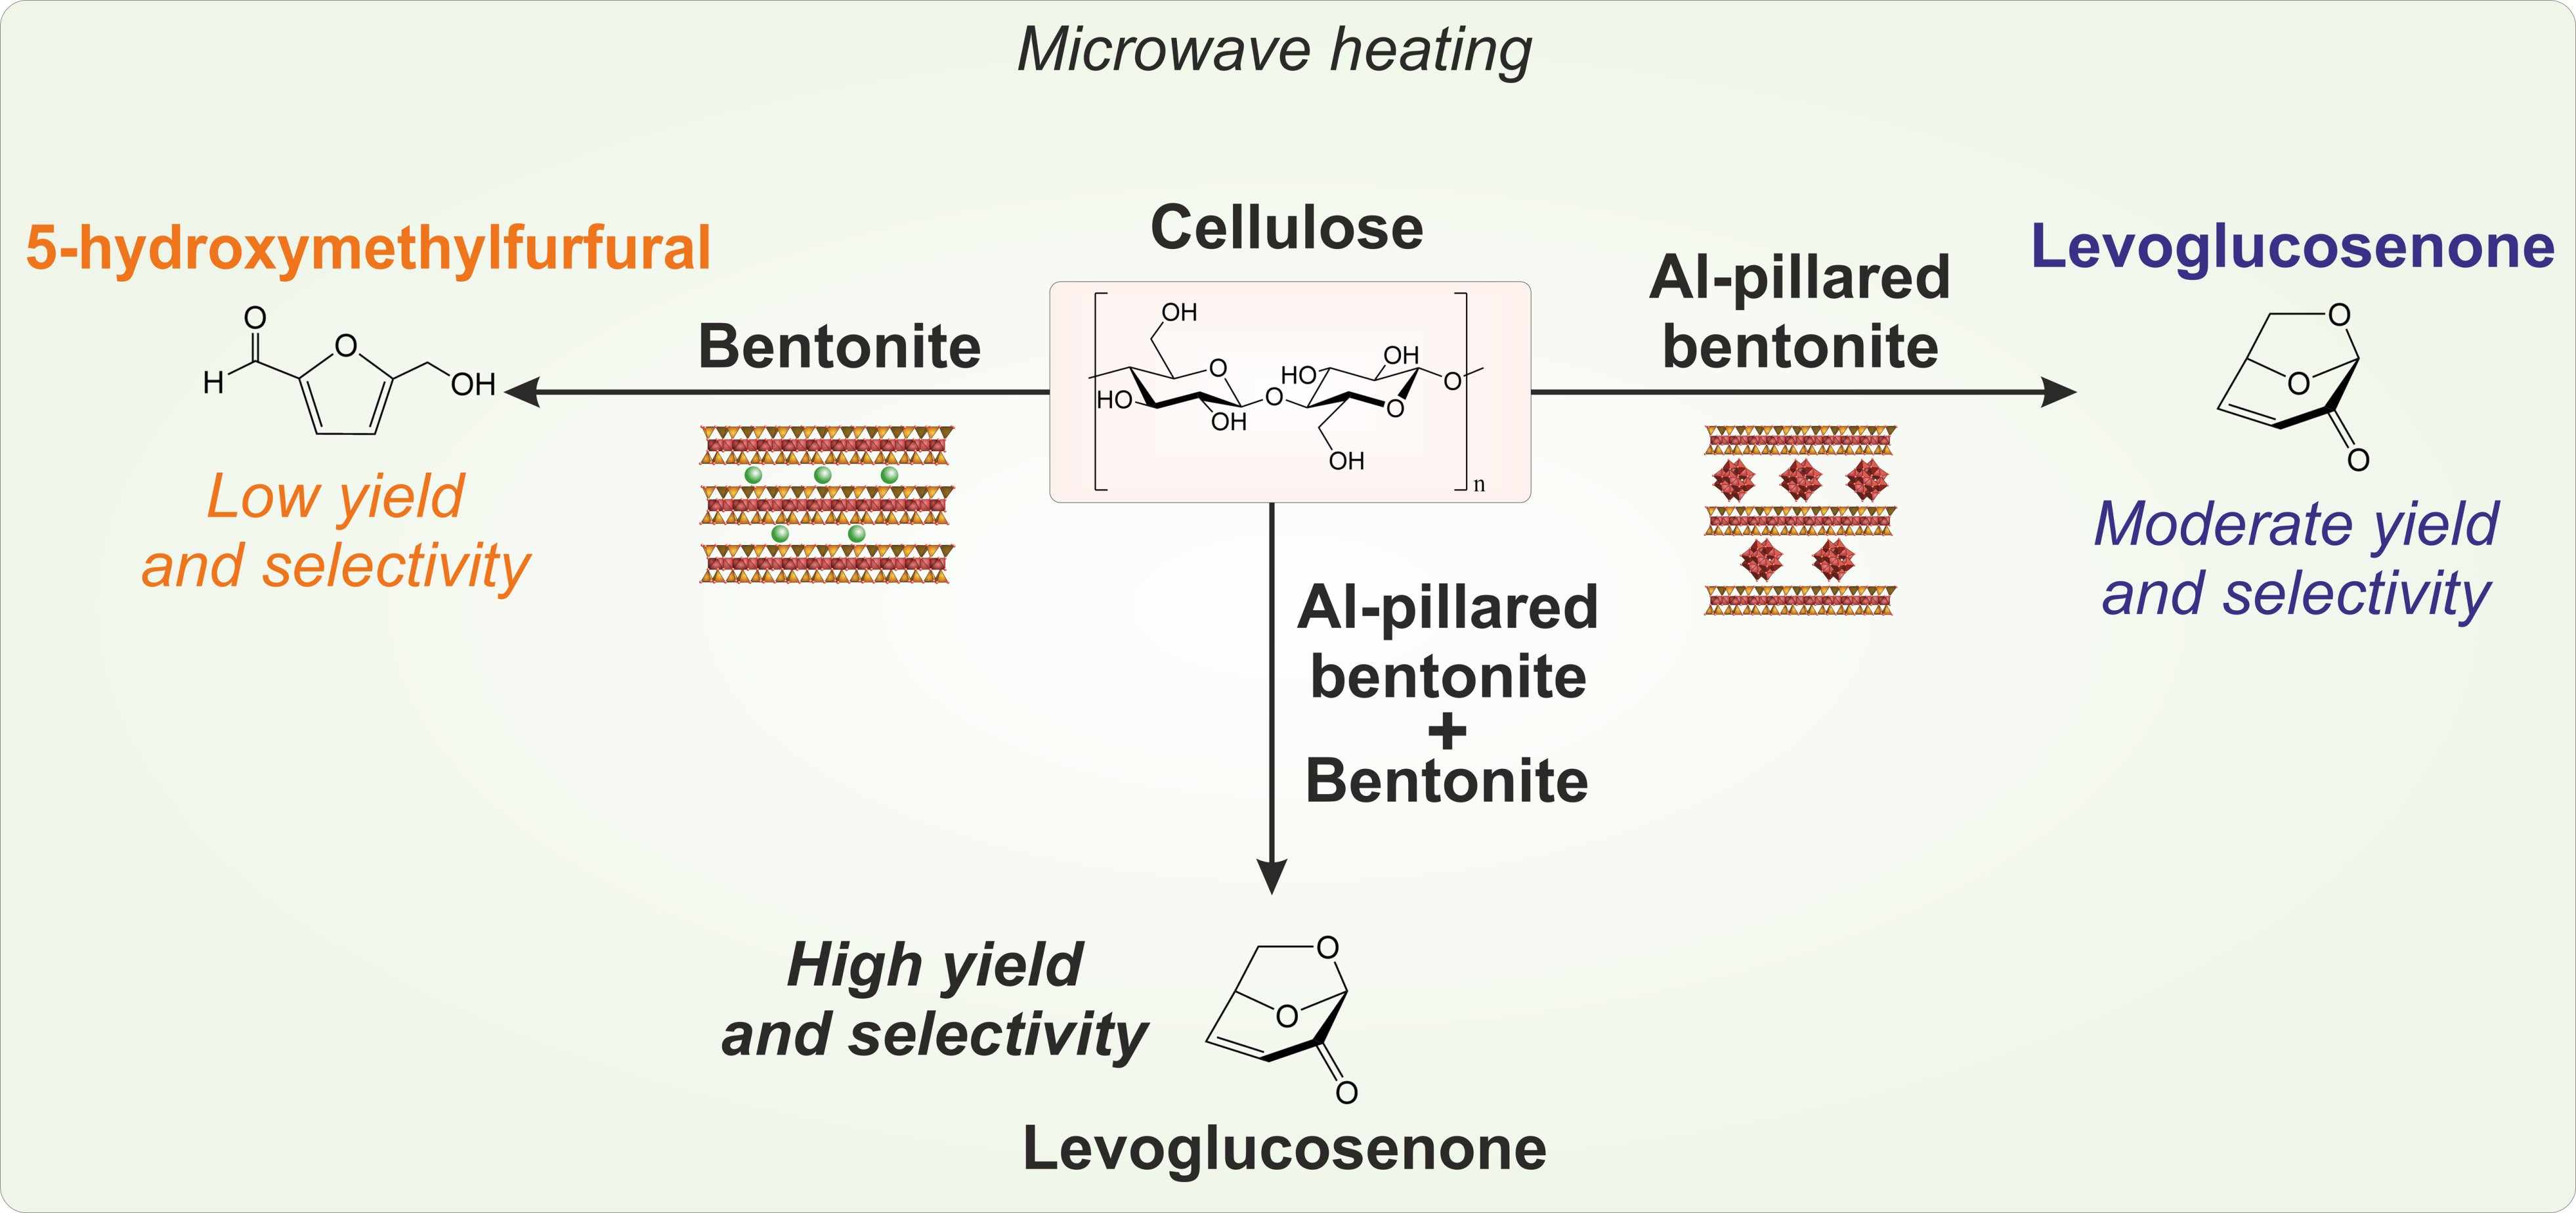 Microwave heating
5-hydroxymethylfurfural
O
H
O
OH
Low yield
and selectivity
Bentonite
Cellulose
OH
O
HO
OH
O
HO
OH
O
O
OH
n
Al-pillared
bentonite
Levoglucosenone
O
O
O
Moderate yield
and selectivity
Al-pillared
bentonite
+
Bentonite
High yield
and selectivity
O
O
O
Levoglucosenone